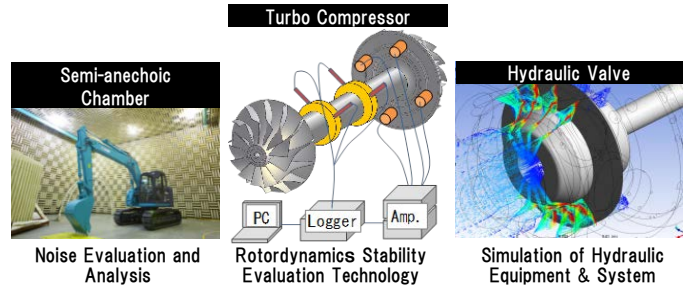 Semi-anechoic
Chamber
Noise Evaluation and
Analysis
Turbo Compressor
PC
Logger
Amp.
Rotordynamics Stability
Evaluation Technology
Hydraulic Valve
Simulation of Hydraulic
Equipment & System